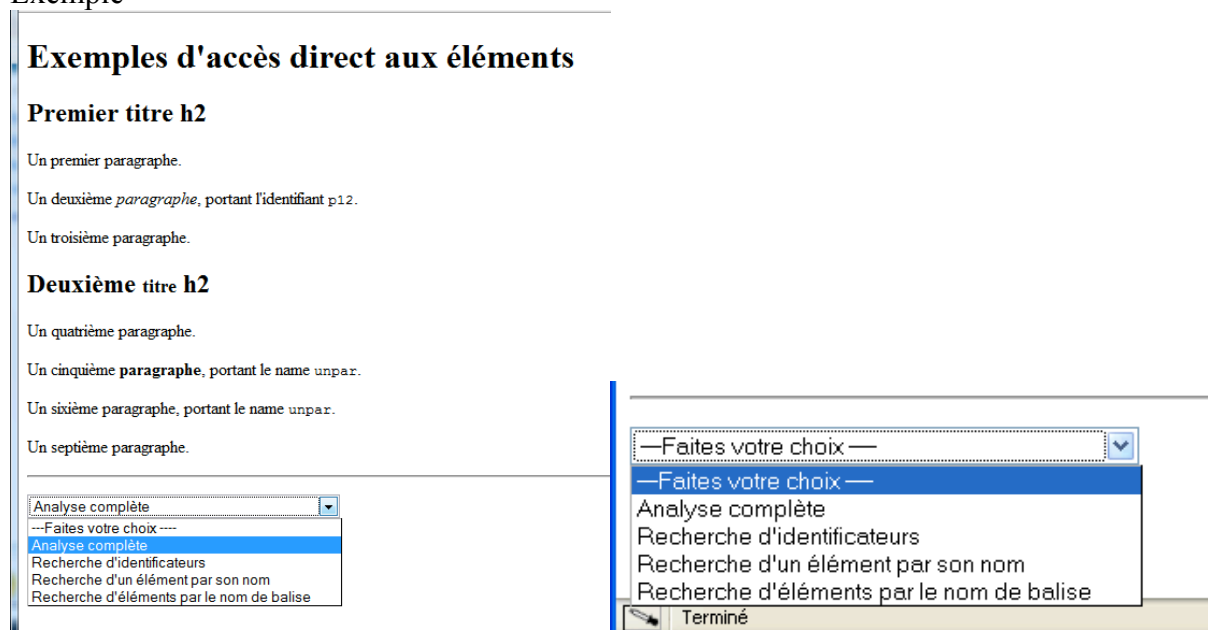 Exemple
Exemples d'accès direct aux éléments
Premier titre h2
Un premier paragraphe.
Un deuxième paragraphe, portant l'identifiant p12.
Un troisième paragraphe.
Deuxième titre h2
Un quatrième paragraphe.
Un cinquième paragraphe, portant le name unpar.
Un sixième paragraphe, portant le name unpar.
Un septième paragraphe.
Analyse complète
---Faites votre choix ----
Analyse complète
Recherche d'identificateurs
Recherche d'un élément par son nom
Recherche d'éléments par le nom de balise
—Faites votre choix —–
—Faites votre choix —–
Analyse complète
Recherche d'identificateurs
Recherche d'un élément par son nom
Recherche d'éléments par le nom de balise
Terminé